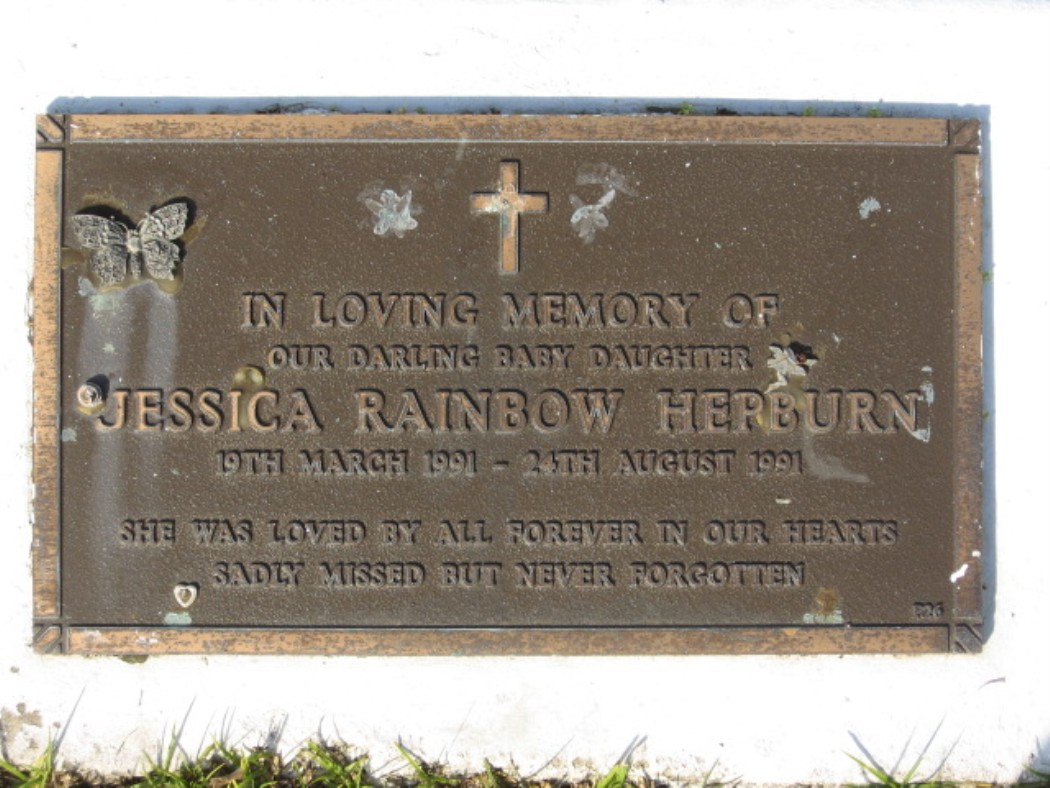 IN LOVING MEMORY OF
OUR DARLING BABY DAUGHTER
JESSICA RAINBOW HEPBURN
19TH MARCH 1991 – 24TH AUGUST 1991
SHE WAS LOVED BY ALL FOREVER IN OUR HEARTS
SADLY MISSED BUT NEVER FORGOTTEN
P26